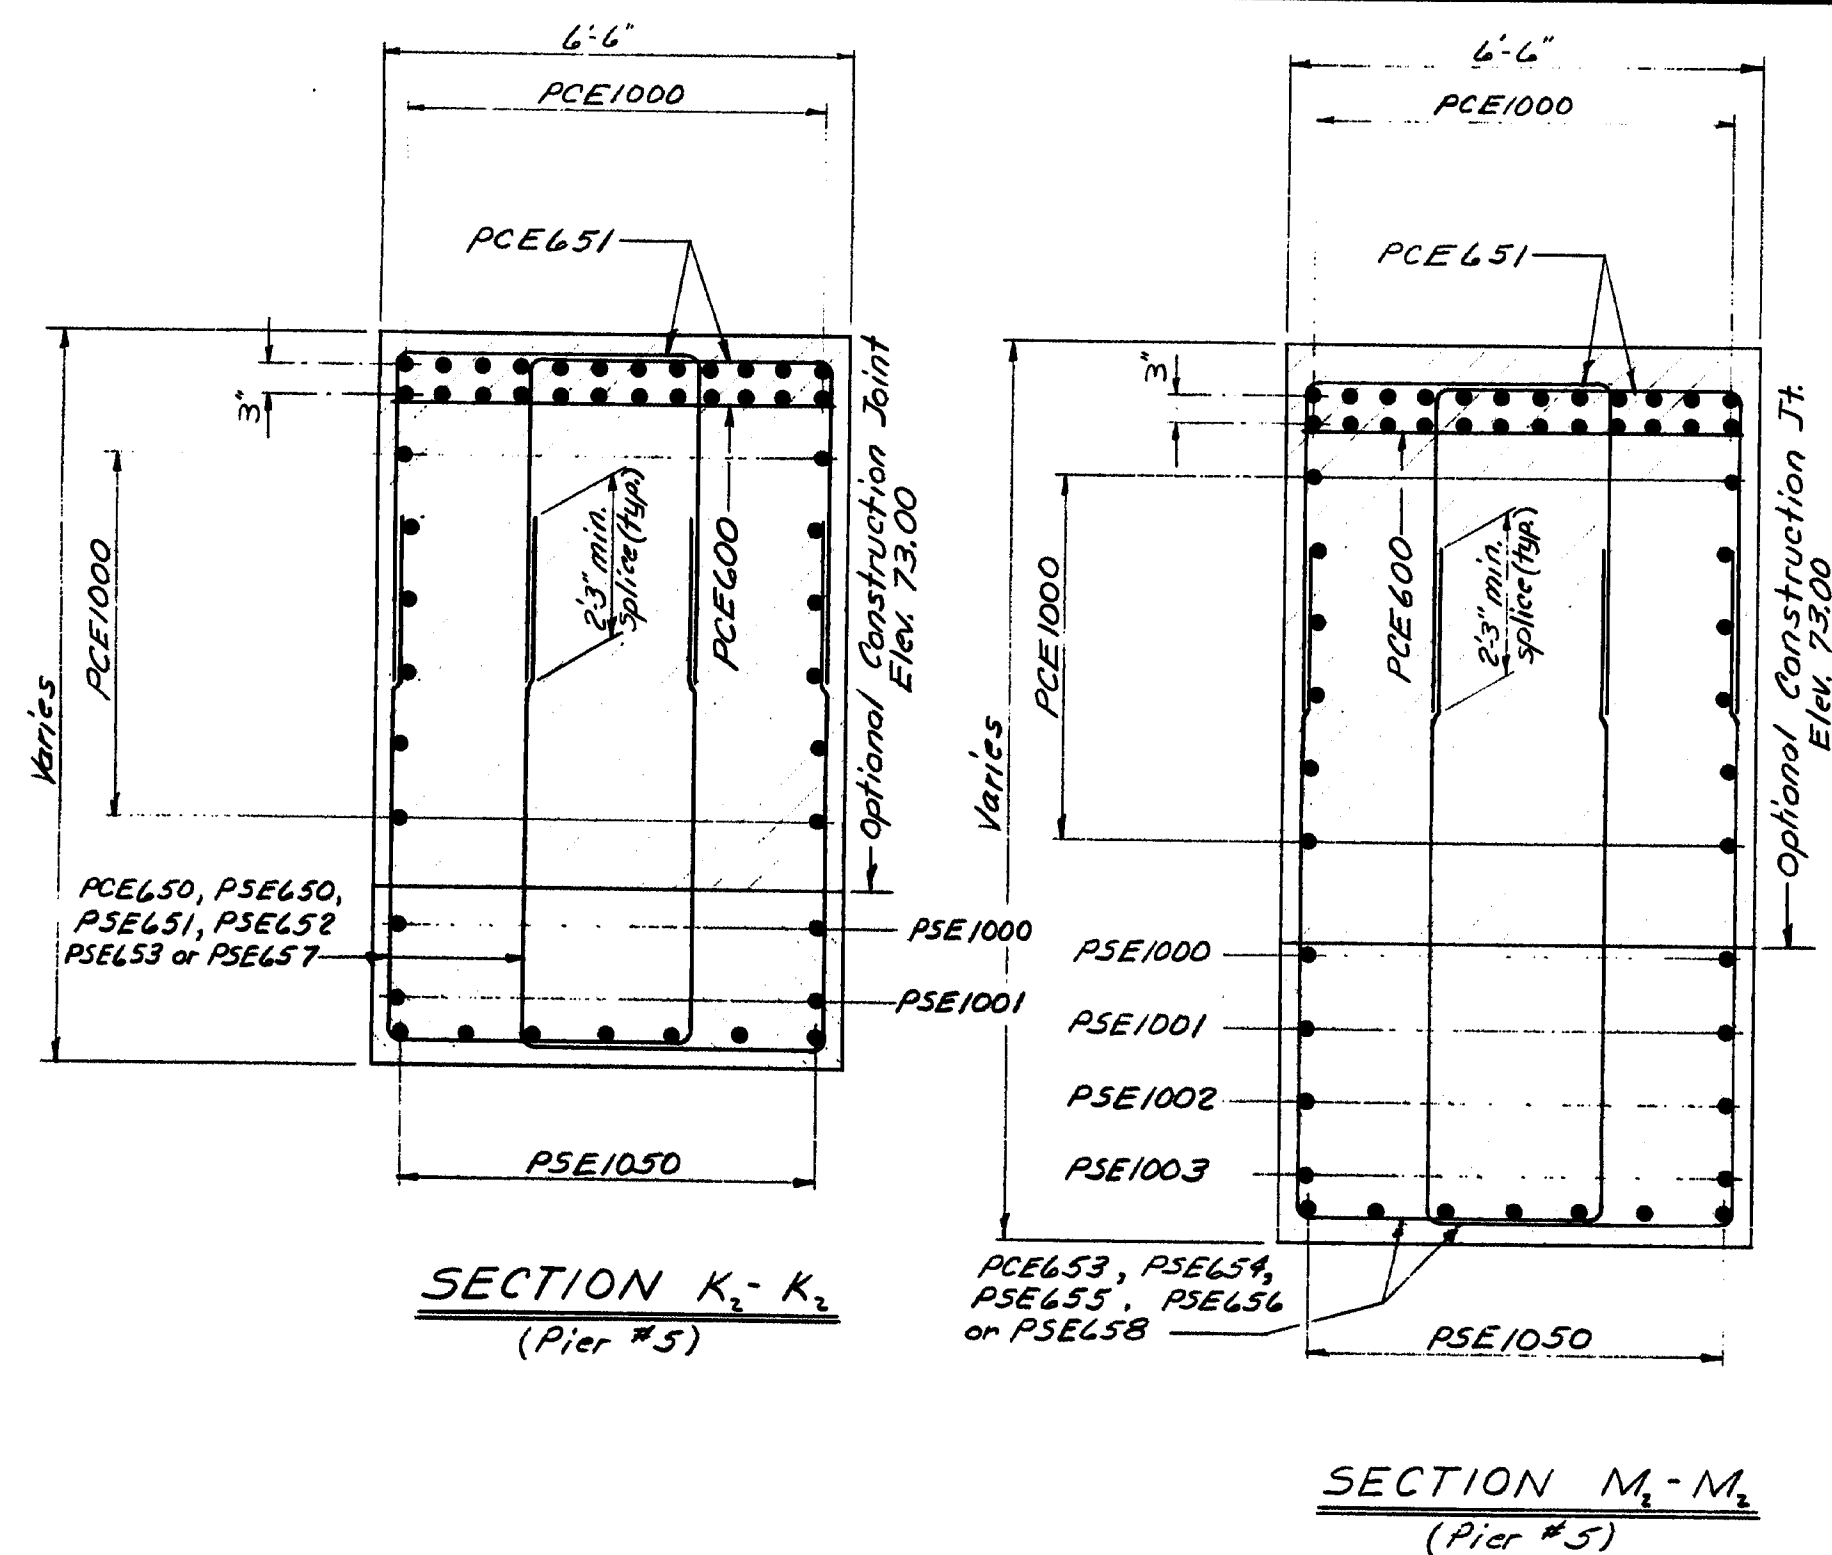 6'-6"
PCE1000
PCE651
3"
Varies
PCE1000
2'-3" min.
splice (typ.)
PCE600
Optional Construction Joint
Elev. 73.00
PCE650, PSE650,
PSE651, PSE652
PSE653 or PSE657
PSE1000
PSE1001
PSE1050
SECTION K₂-K₂
(Pier #5)
6'-6"
PCE1000
PCE651
3"
Varies
PCE1000
PCE600
2'-3" min.
splice (typ.)
Optional Construction Jt.
Elev. 73.00
PSE1000
PSE1001
PSE1002
PSE1003
PCE653, PSE654,
PSE655, PSE656
or PSE658
PSE1050
SECTION M₂-M₂
(Pier #5)